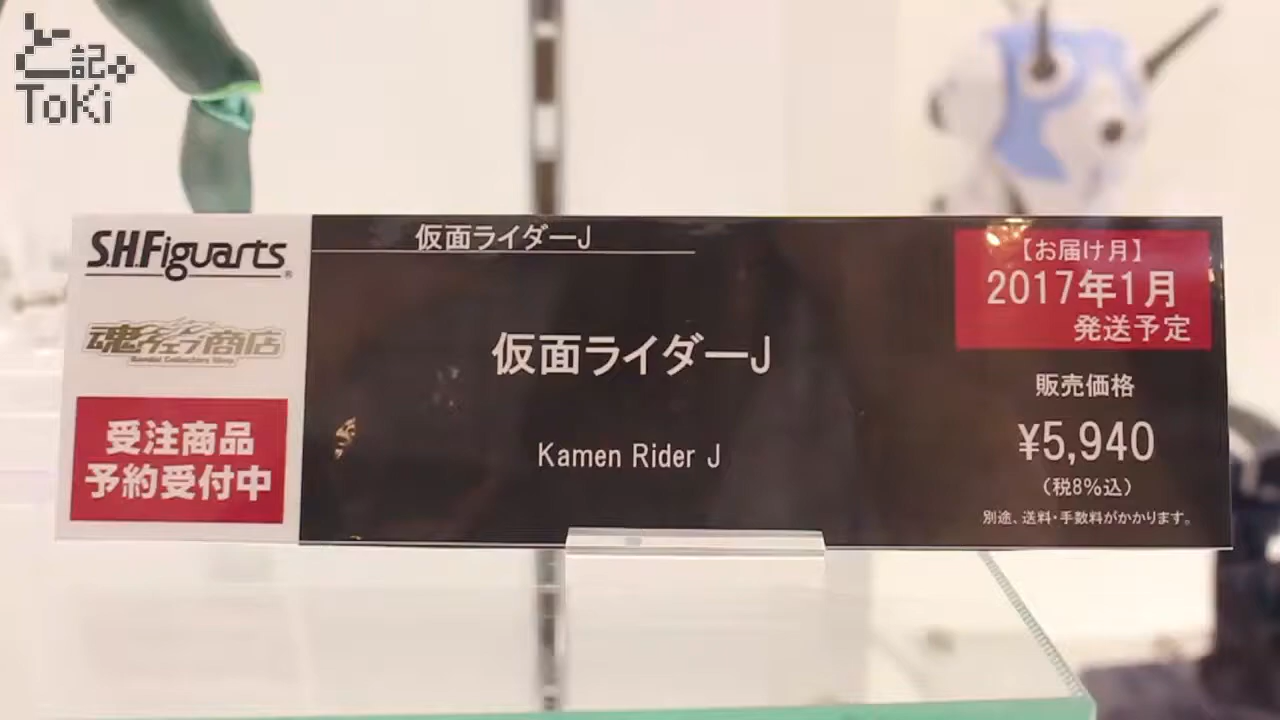 と記
ToKi
S.H.Figuarts
魂ウェブ商店
受注商品
予約受付中
仮面ライダーJ
仮面ライダーJ
Kamen Rider J
【お届け月】
2017年1月
発送予定
販売価格
¥5,940
(税8%込)
別途、送料・手数料がかかります。